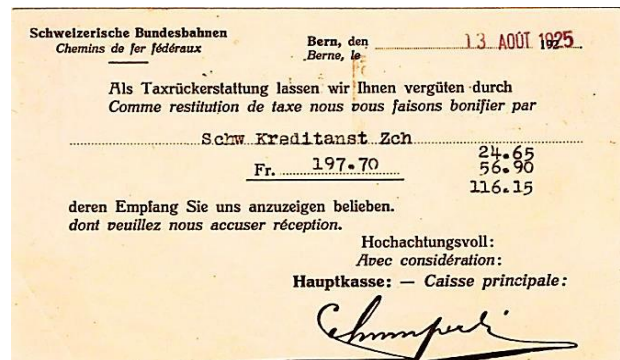 Schweizerische Bundesbahnen
Chemins de fer fédéraux
Bern, den
Berne, le
13 AOÛT 1925
Als Taxrückerstattung lassen wir Ihnen vergüten durch
Comme restitution de taxe nous vous faisons bonifier par
Schw Kreditanst Zch
Fr. 197.70
24.65
56.90
116.15
deren Empfang Sie uns anzuzeigen belieben.
dont veuillez nous accuser réception.
Hochachtungsvoll:
Avec considération:
Hauptkasse: — Caisse principale: